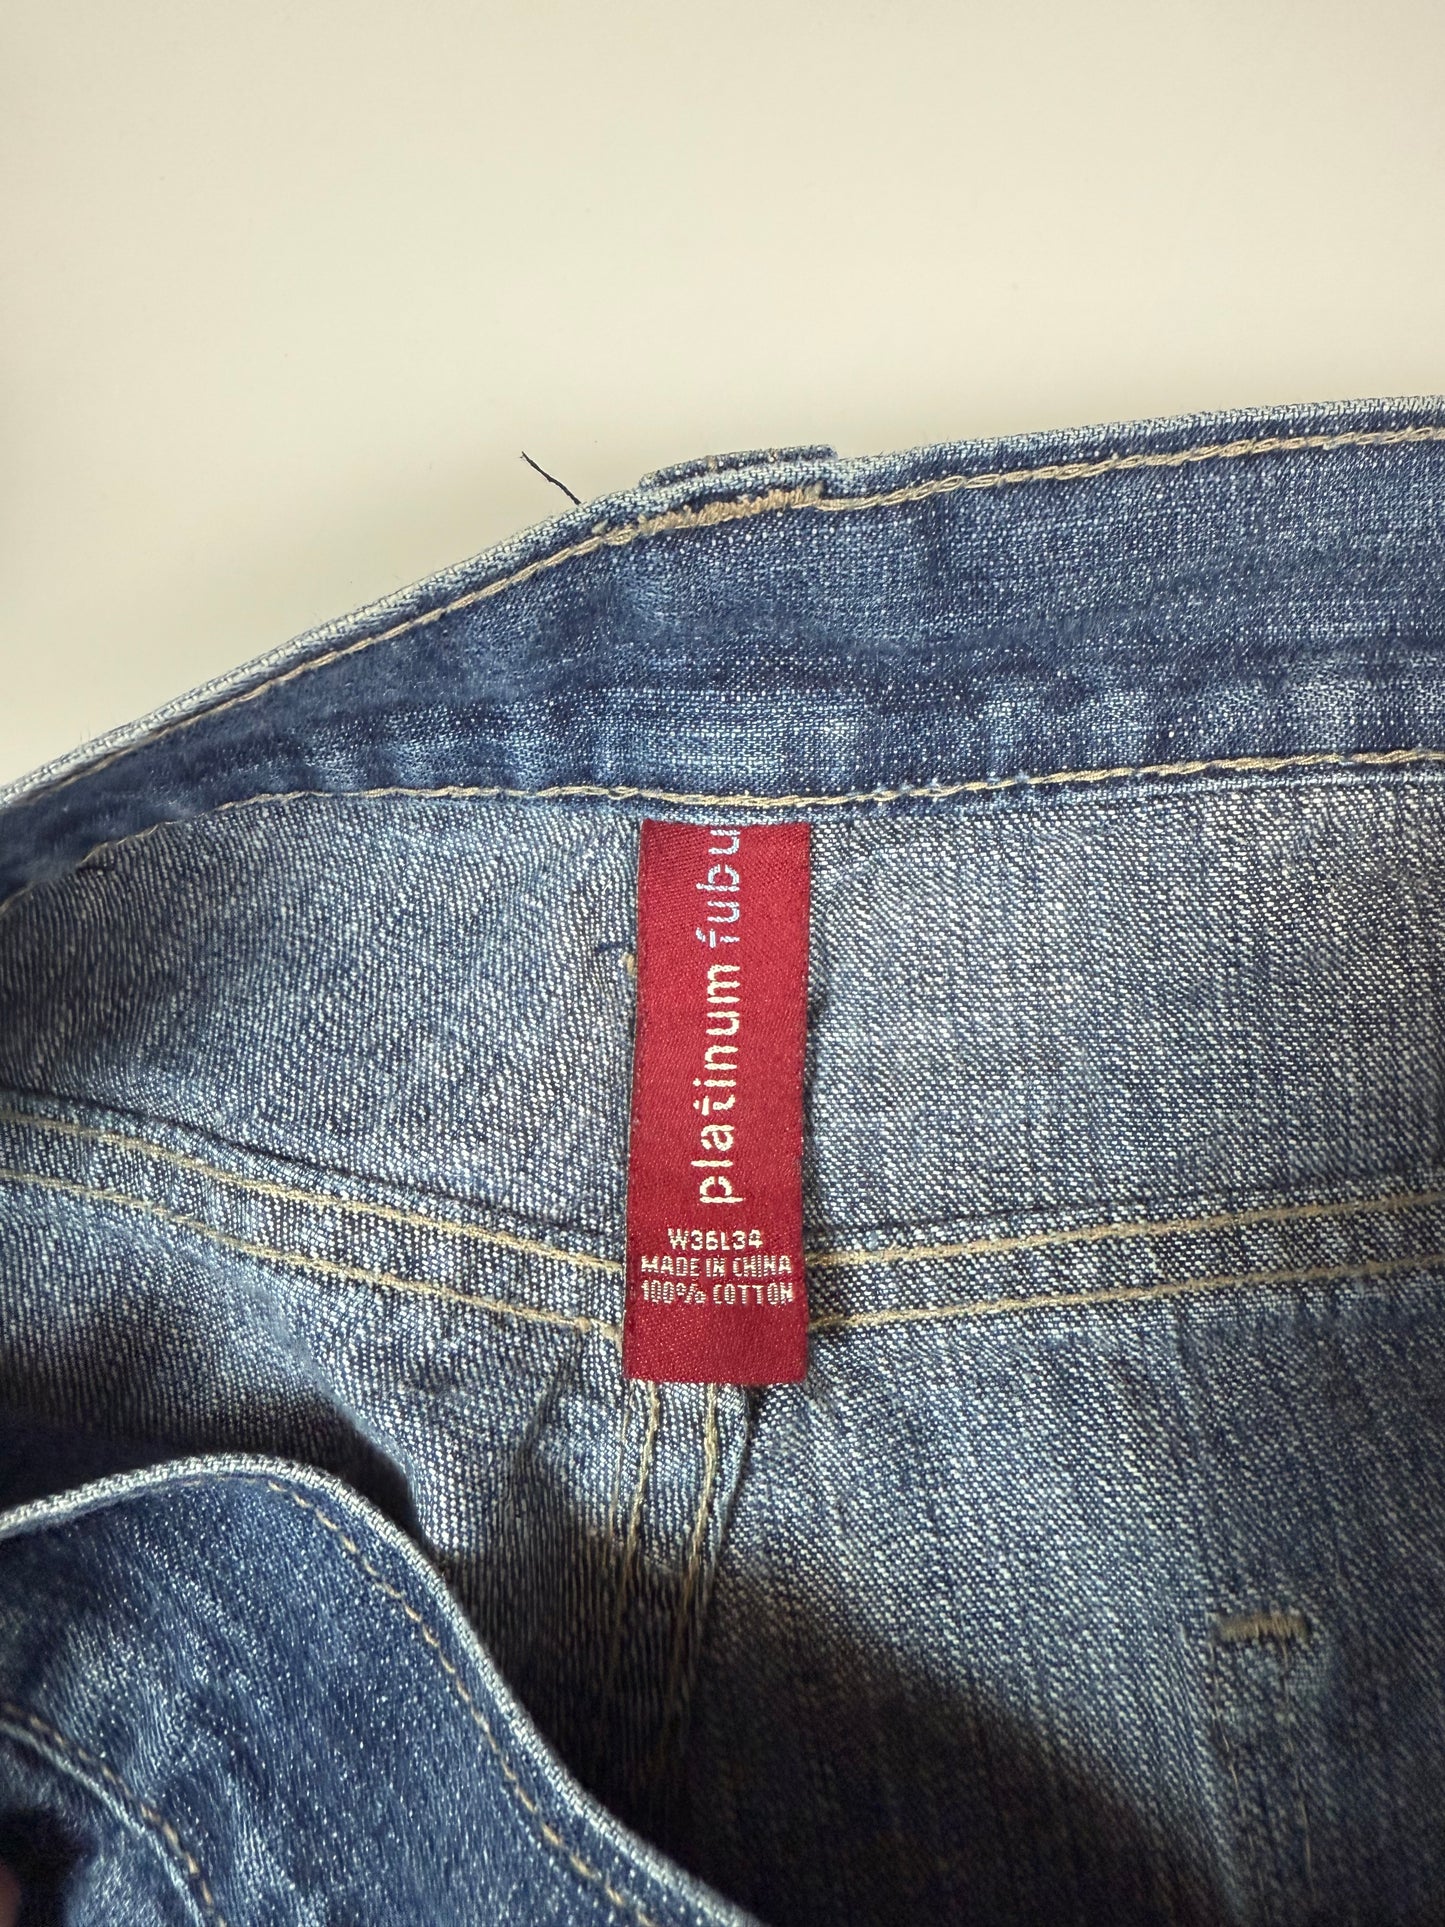 platinum fubu
W36L34
MADE IN CHINA
100% COTTON